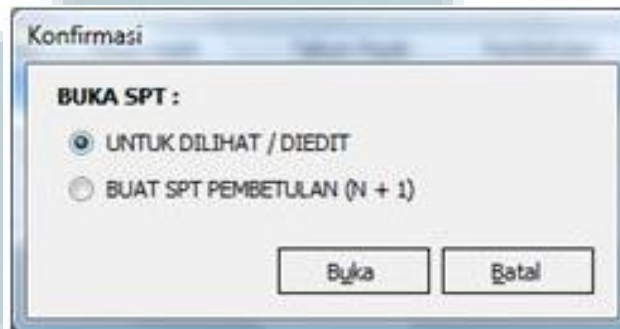 Konfirmasi
BUKA SPT :
UNTUK DILIHAT / DIEDIT
BUAT SPT PEMBETULAN (N + 1)
Buka
Batal